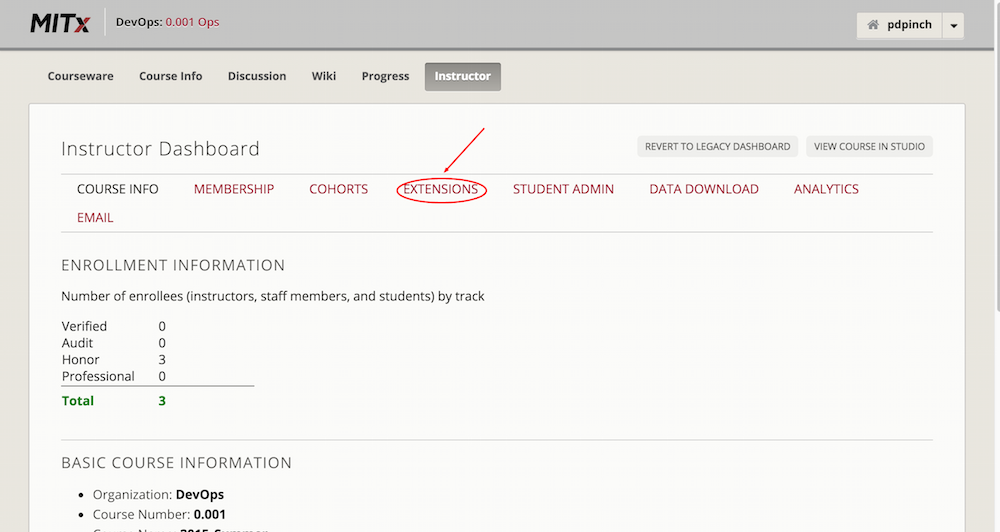 MITx DevOps: 0.001 Ops pdpinch
Courseware Course Info Discussion Wiki Progress Instructor
Instructor Dashboard REVERT TO LEGACY DASHBOARD VIEW COURSE IN STUDIO
COURSE INFO MEMBERSHIP COHORTS EXTENSIONS STUDENT ADMIN DATA DOWNLOAD ANALYTICS
EMAIL
ENROLLMENT INFORMATION
Number of enrollees (instructors, staff members, and students) by track
Verified 0
Audit 0
Honor 3
Professional 0
Total 3
BASIC COURSE INFORMATION
Organization: DevOps
Course Number: 0.001